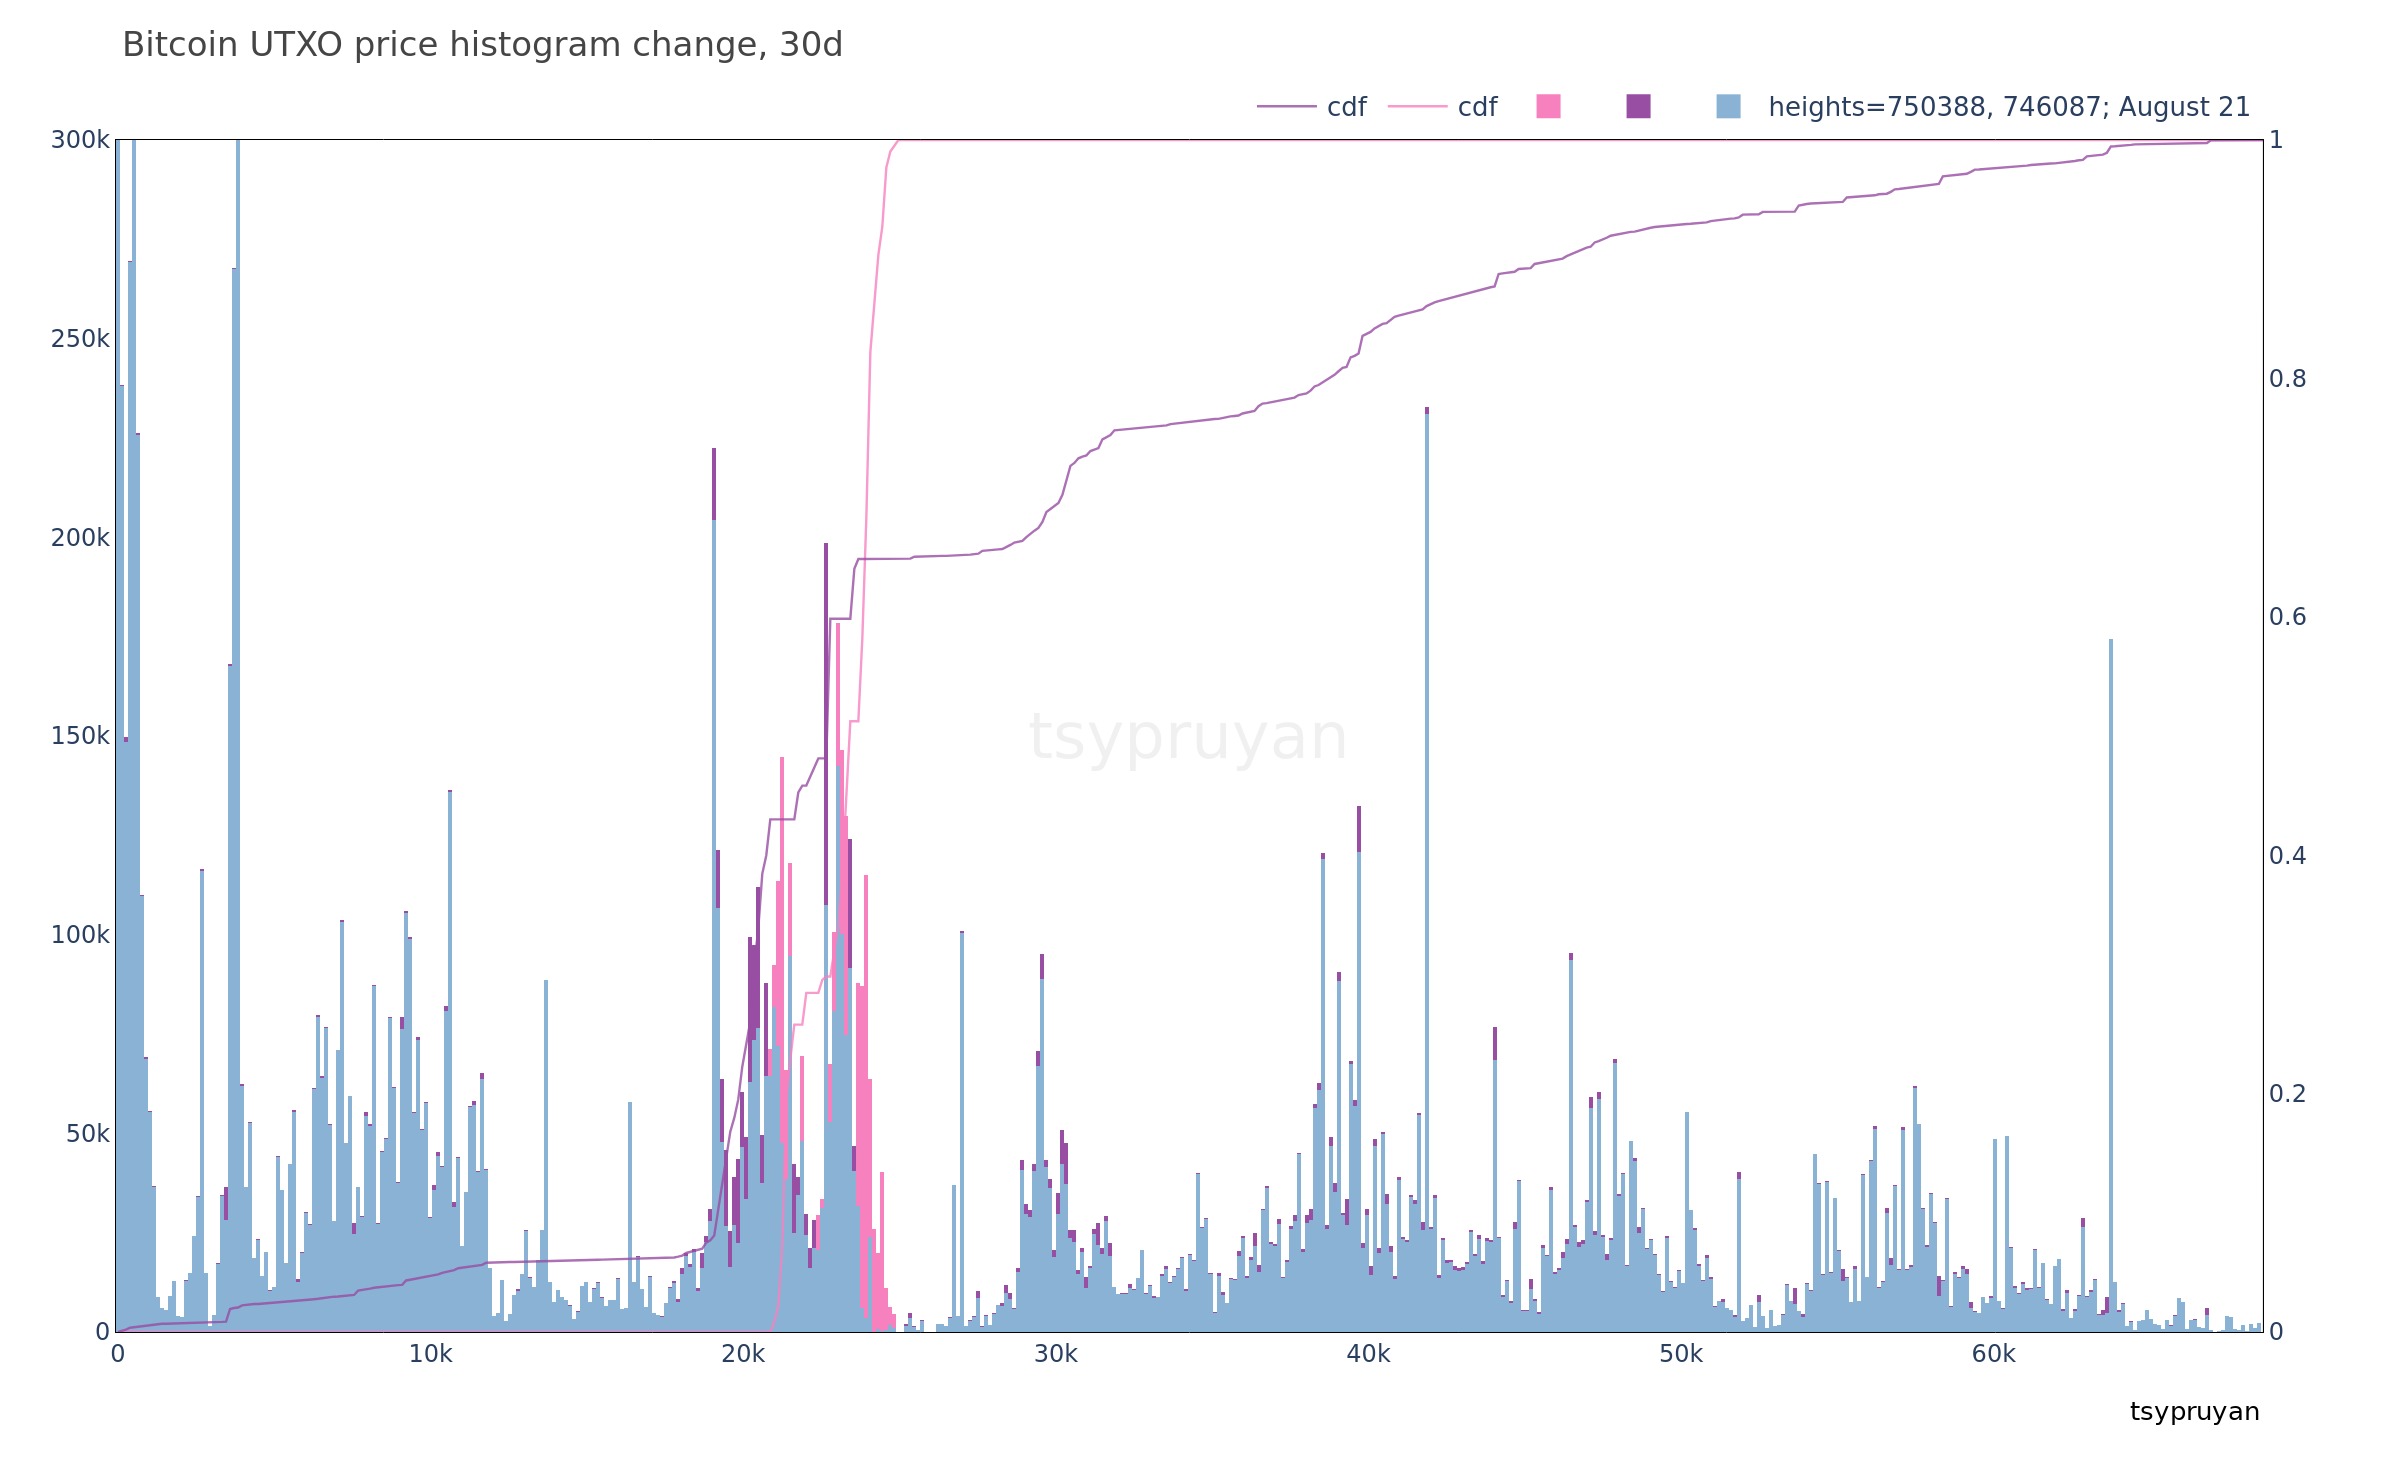 Bitcoin UTXO price histogram change, 30d
cdf cdf heights=750388, 746087; August 21
300k
250k
200k
150k
100k
50k
0
1
0.8
0.6
0.4
0.2
0
tsypruyan
0 10k 20k 30k 40k 50k 60k
tsypruyan